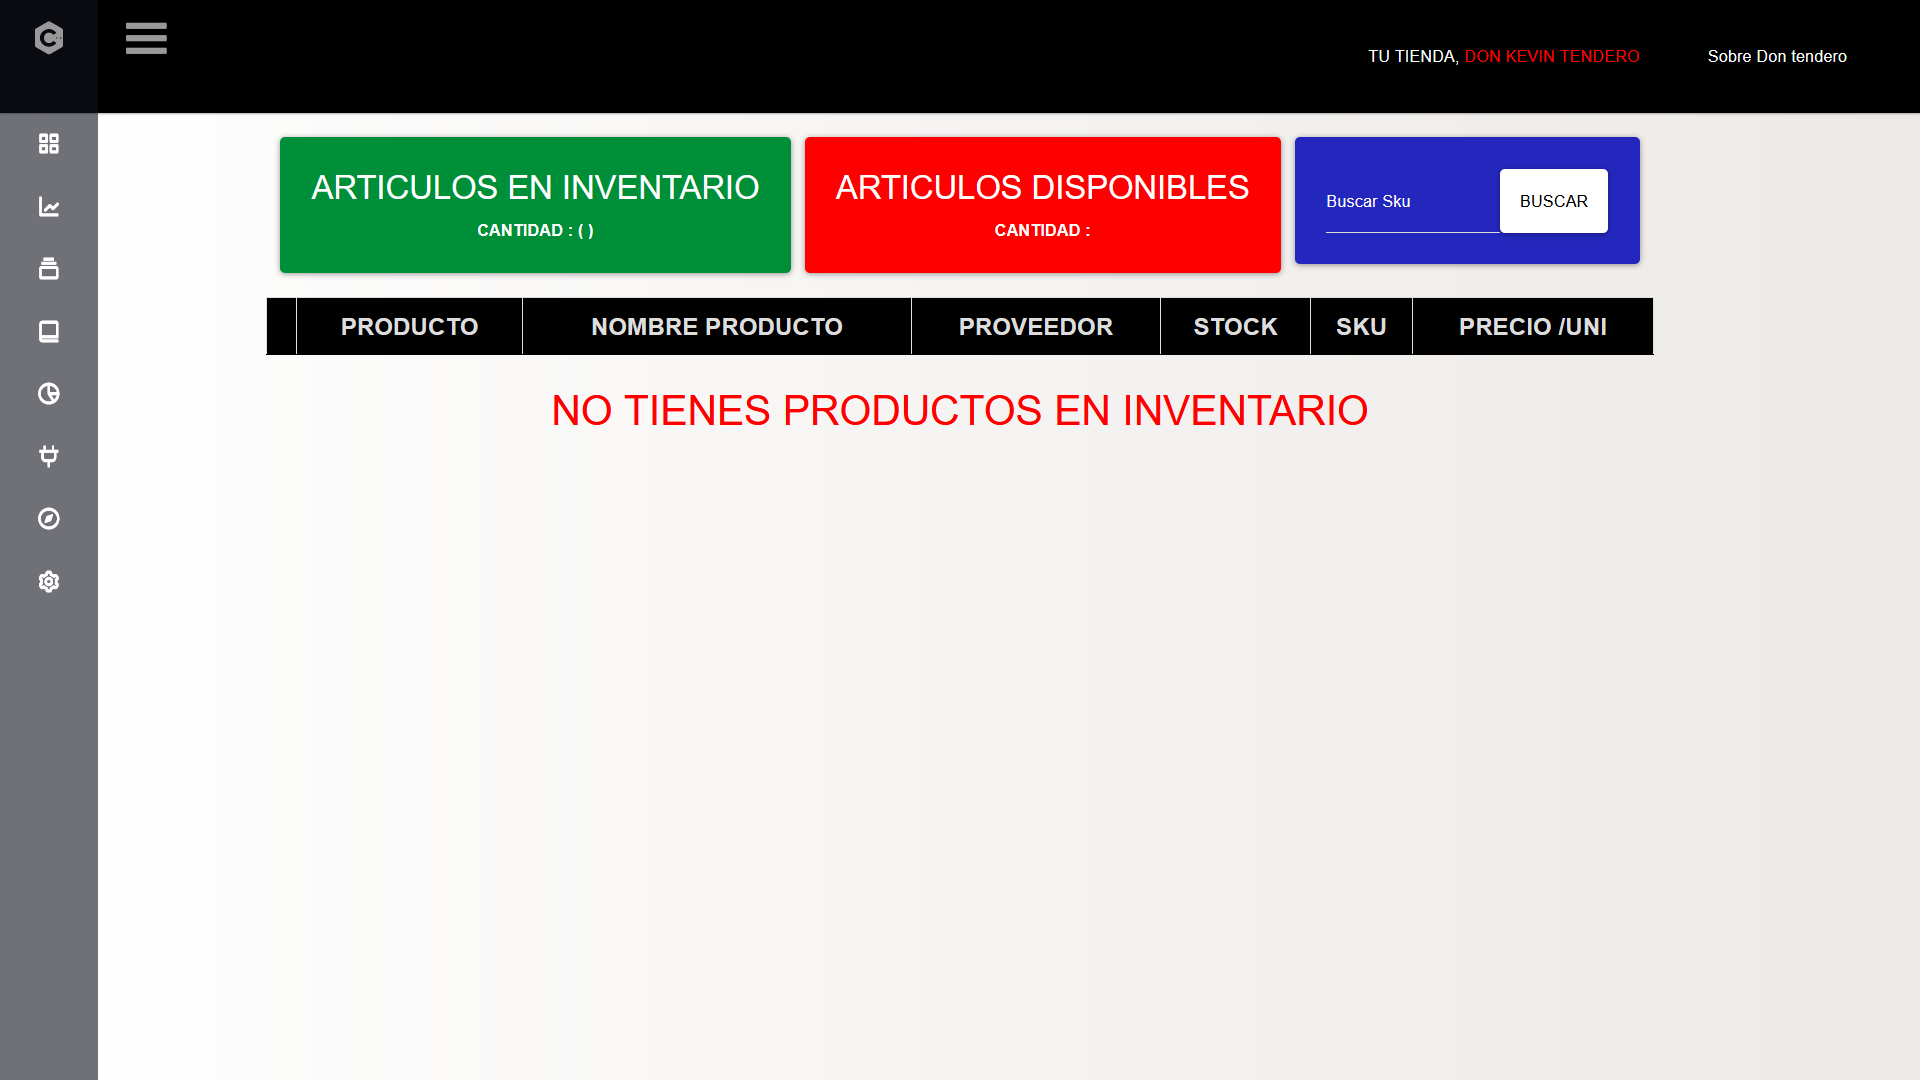 TU TIENDA, DON KEVIN TENDERO
Sobre Don tendero
ARTICULOS EN INVENTARIO
CANTIDAD : ( )
ARTICULOS DISPONIBLES
CANTIDAD :
Buscar Sku
BUSCAR
PRODUCTO NOMBRE PRODUCTO PROVEEDOR STOCK SKU PRECIO /UNI
NO TIENES PRODUCTOS EN INVENTARIO